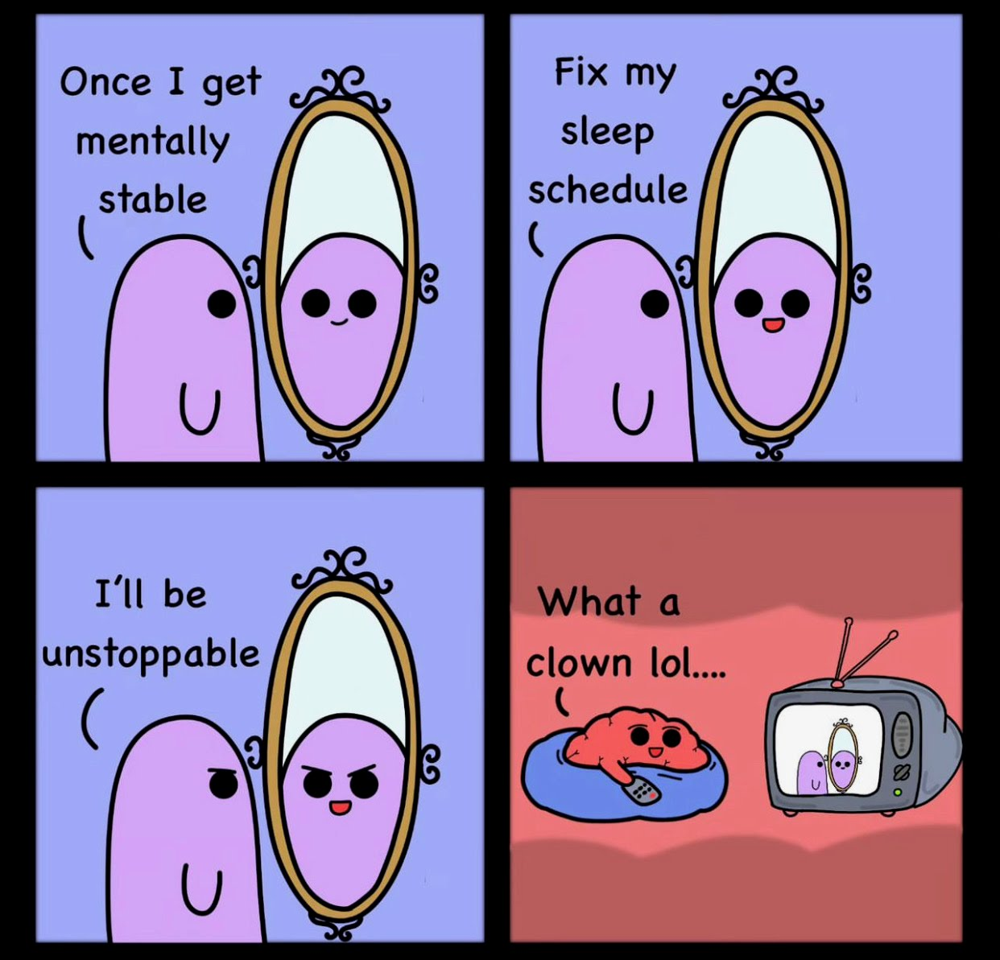 Once I get
mentally
stable
Fix my
sleep
schedule
I'll be
unstoppable
What a
clown lol....